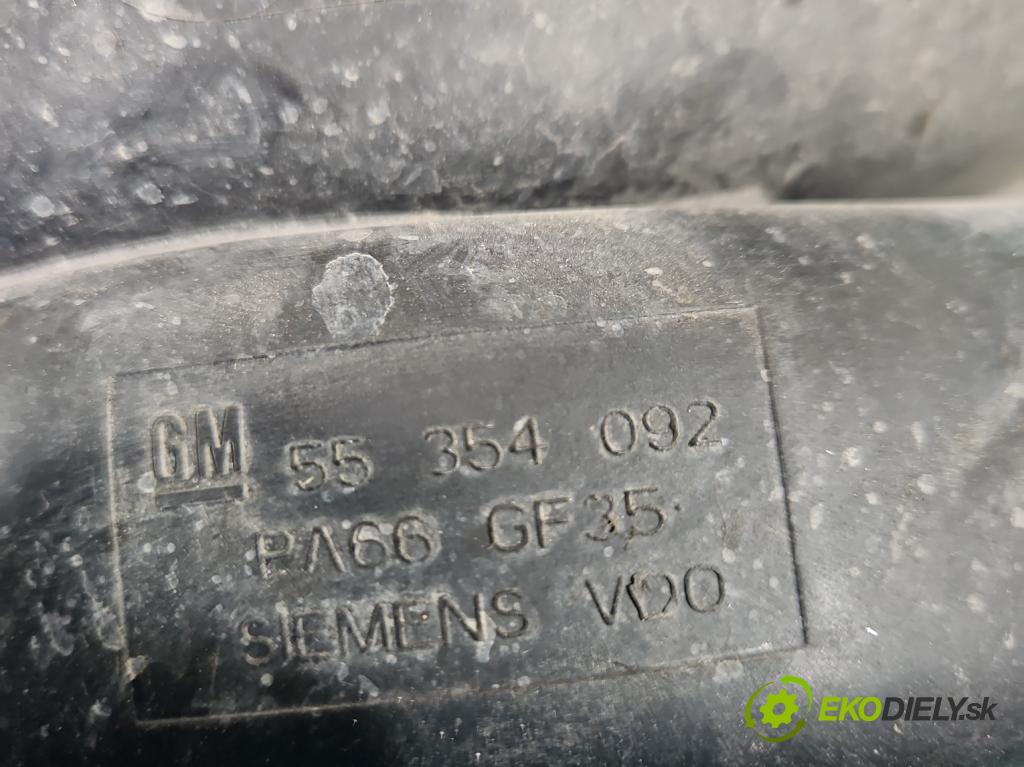 GM 55 354 092
PA66 GF35
SIEMENS VDO
EKODIELY.sk